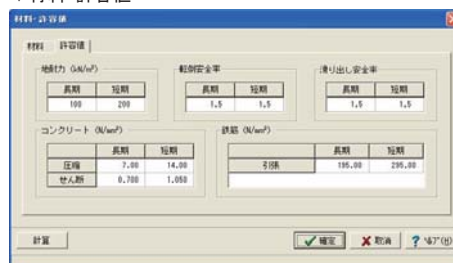 材料・許容値
材料 許容値
地耐力 (kN/m²) 転倒安全率 滑り出し安全率
長期 短期 長期 短期 長期 短期
100 200 1.5 1.5 1.5 1.5
コンクリート (N/mm²) 鉄筋 (N/mm²)
長期 短期 長期 短期
圧縮 7.00 14.00 引張 195.00 295.00
せん断 0.700 1.050
計算 確定 取消 ヘルプ(H)